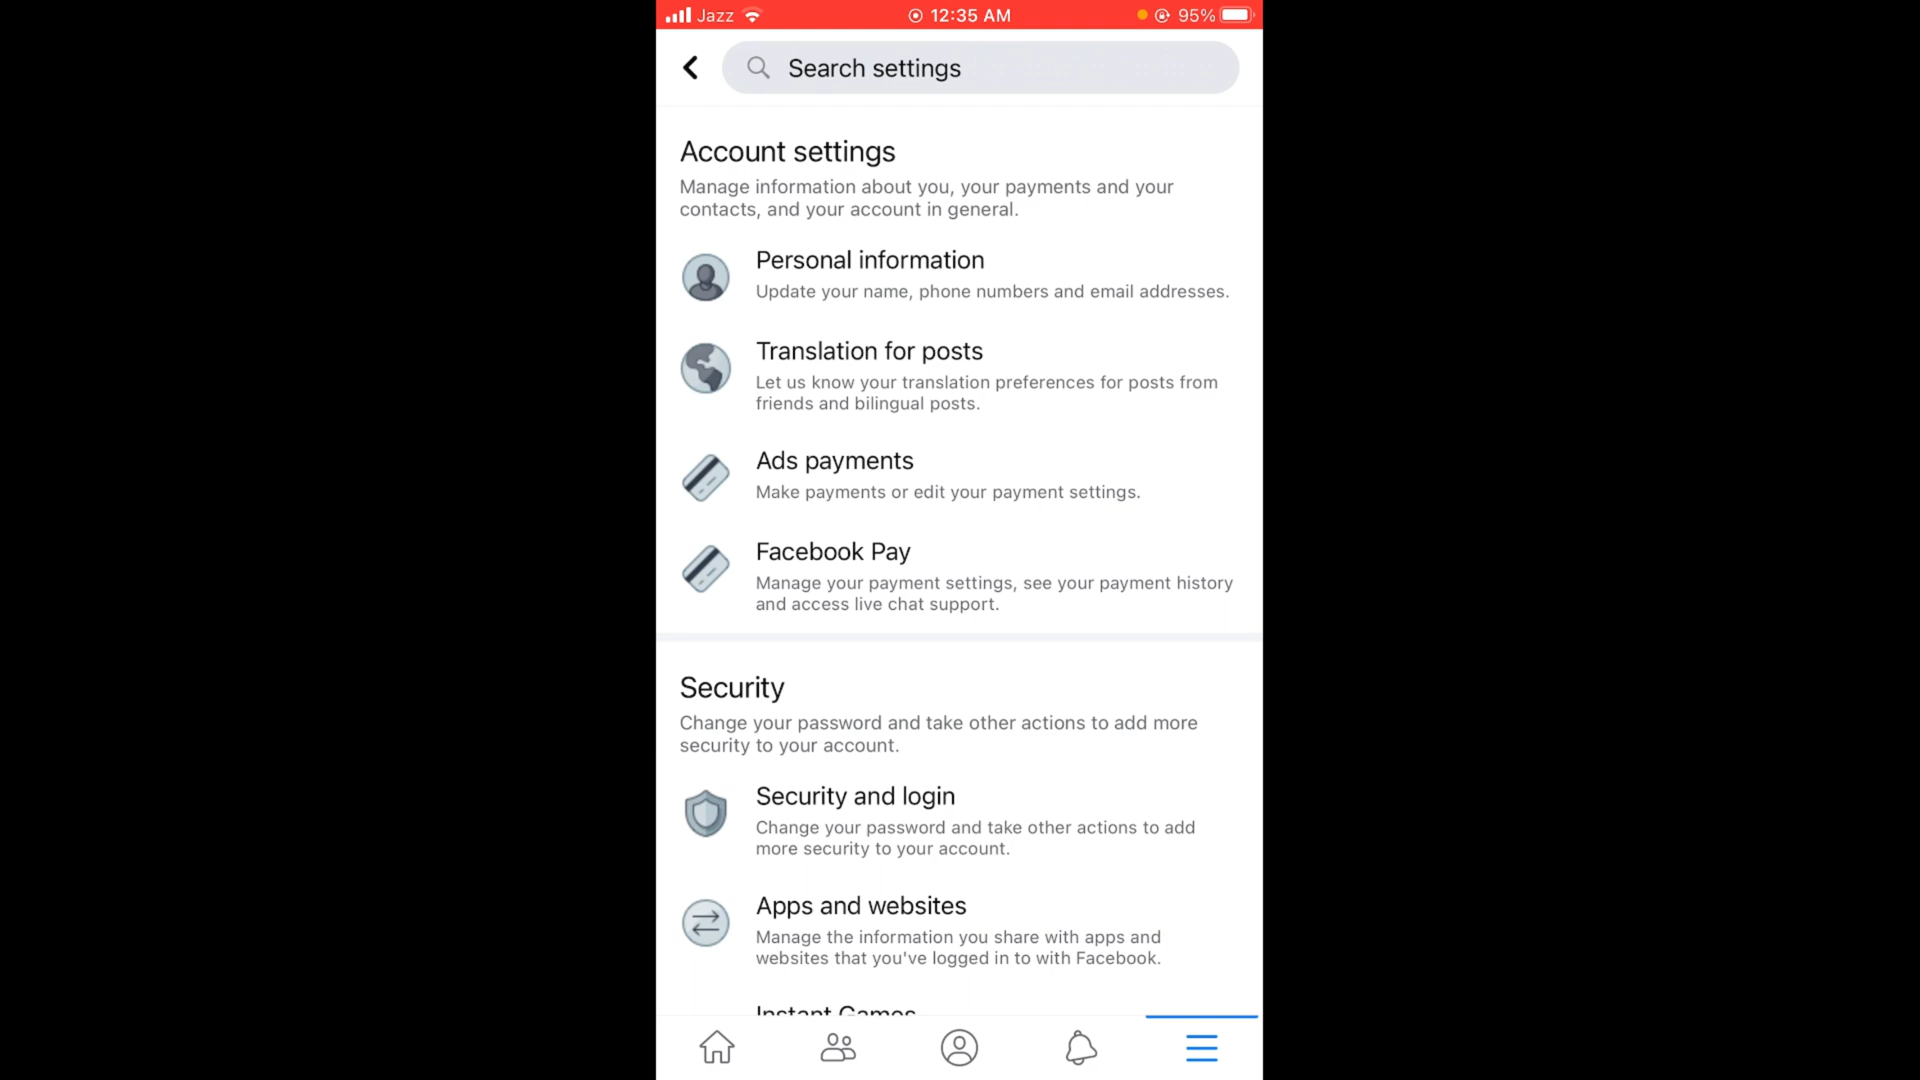 Jazz 12:35 AM 95%
Search settings
Account settings
Manage information about you, your payments and your
contacts, and your account in general.
Personal information
Update your name, phone numbers and email addresses.
Translation for posts
Let us know your translation preferences for posts from
friends and bilingual posts.
Ads payments
Make payments or edit your payment settings.
Facebook Pay
Manage your payment settings, see your payment history
and access live chat support.
Security
Change your password and take other actions to add more
security to your account.
Security and login
Change your password and take other actions to add
more security to your account.
Apps and websites
Manage the information you share with apps and
websites that you've logged in to with Facebook.
Instant Games